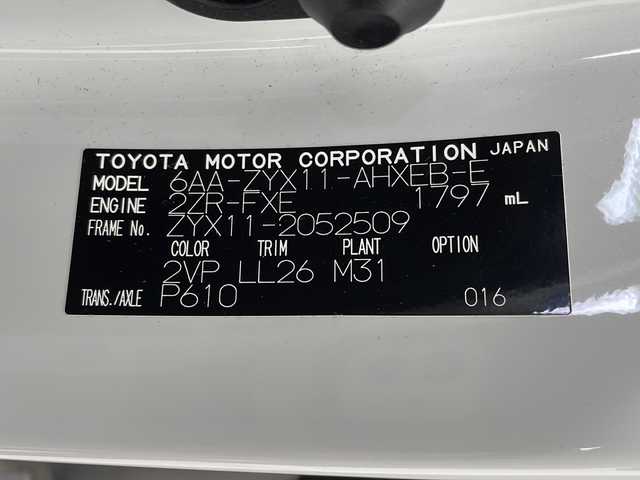 TOYOTA MOTOR CORPORATION JAPAN
MODEL 6AA-ZYX11-AHXEB-E
ENGINE 2ZR-FXE 1797 mL
FRAME No. ZYX11-2052509
COLOR TRIM PLANT OPTION
2VP LL26 M31
TRANS./AXLE P610 016